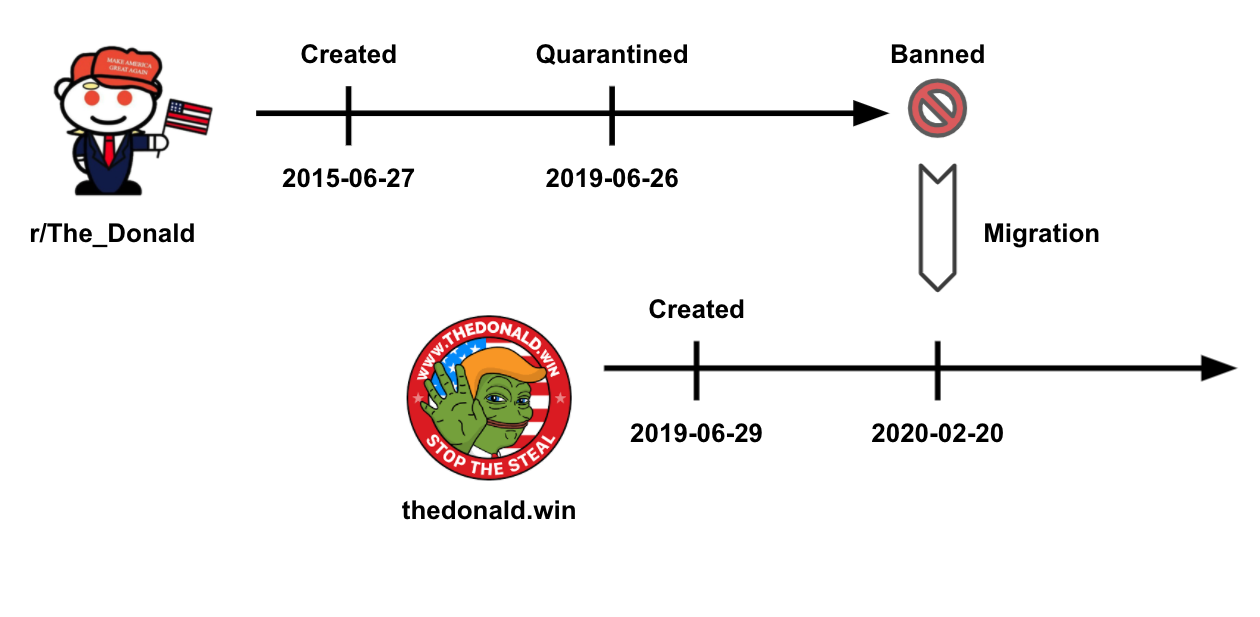 Created
Quarantined
Banned
MAKE AMERICA
GREAT AGAIN
2015-06-27
2019-06-26
r/The_Donald
Migration
Created
WWW.THEDONALD.WIN
STOP THE STEAL
2019-06-29
2020-02-20
thedonald.win